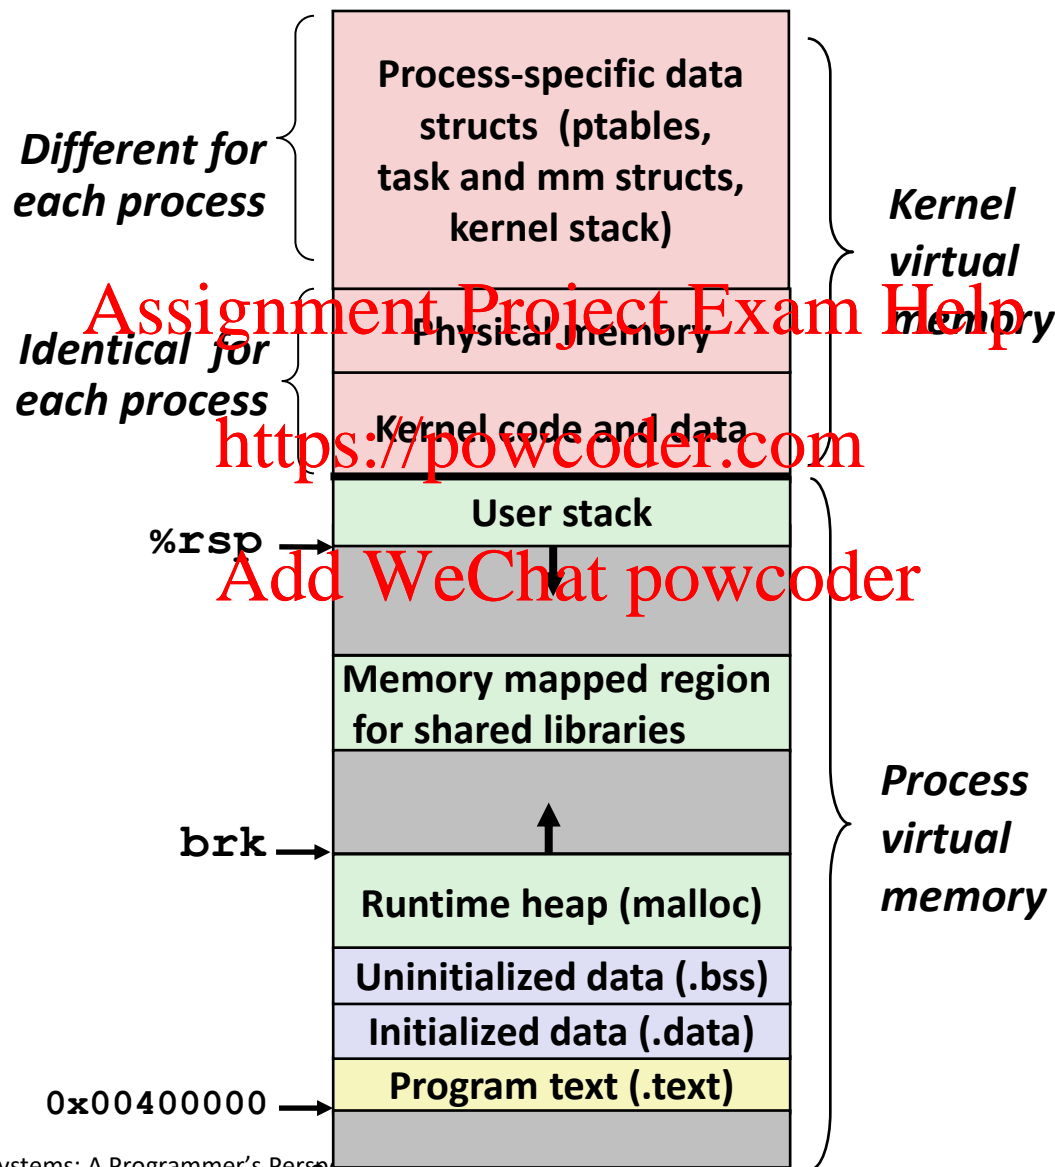 Process-specific data
structs (ptables,
task and mm structs,
kernel stack)
Different for
each process
Kernel
virtual
memory
Assignment Project Exam Help
Physical memory
Identical for
each process
Kernel code and data
https://powcoder.com
User stack
%rsp
Add WeChat powcoder
Memory mapped region
for shared libraries
Process
virtual
memory
brk
Runtime heap (malloc)
Uninitialized data (.bss)
Initialized data (.data)
Program text (.text)
0x00400000
A Programmer's